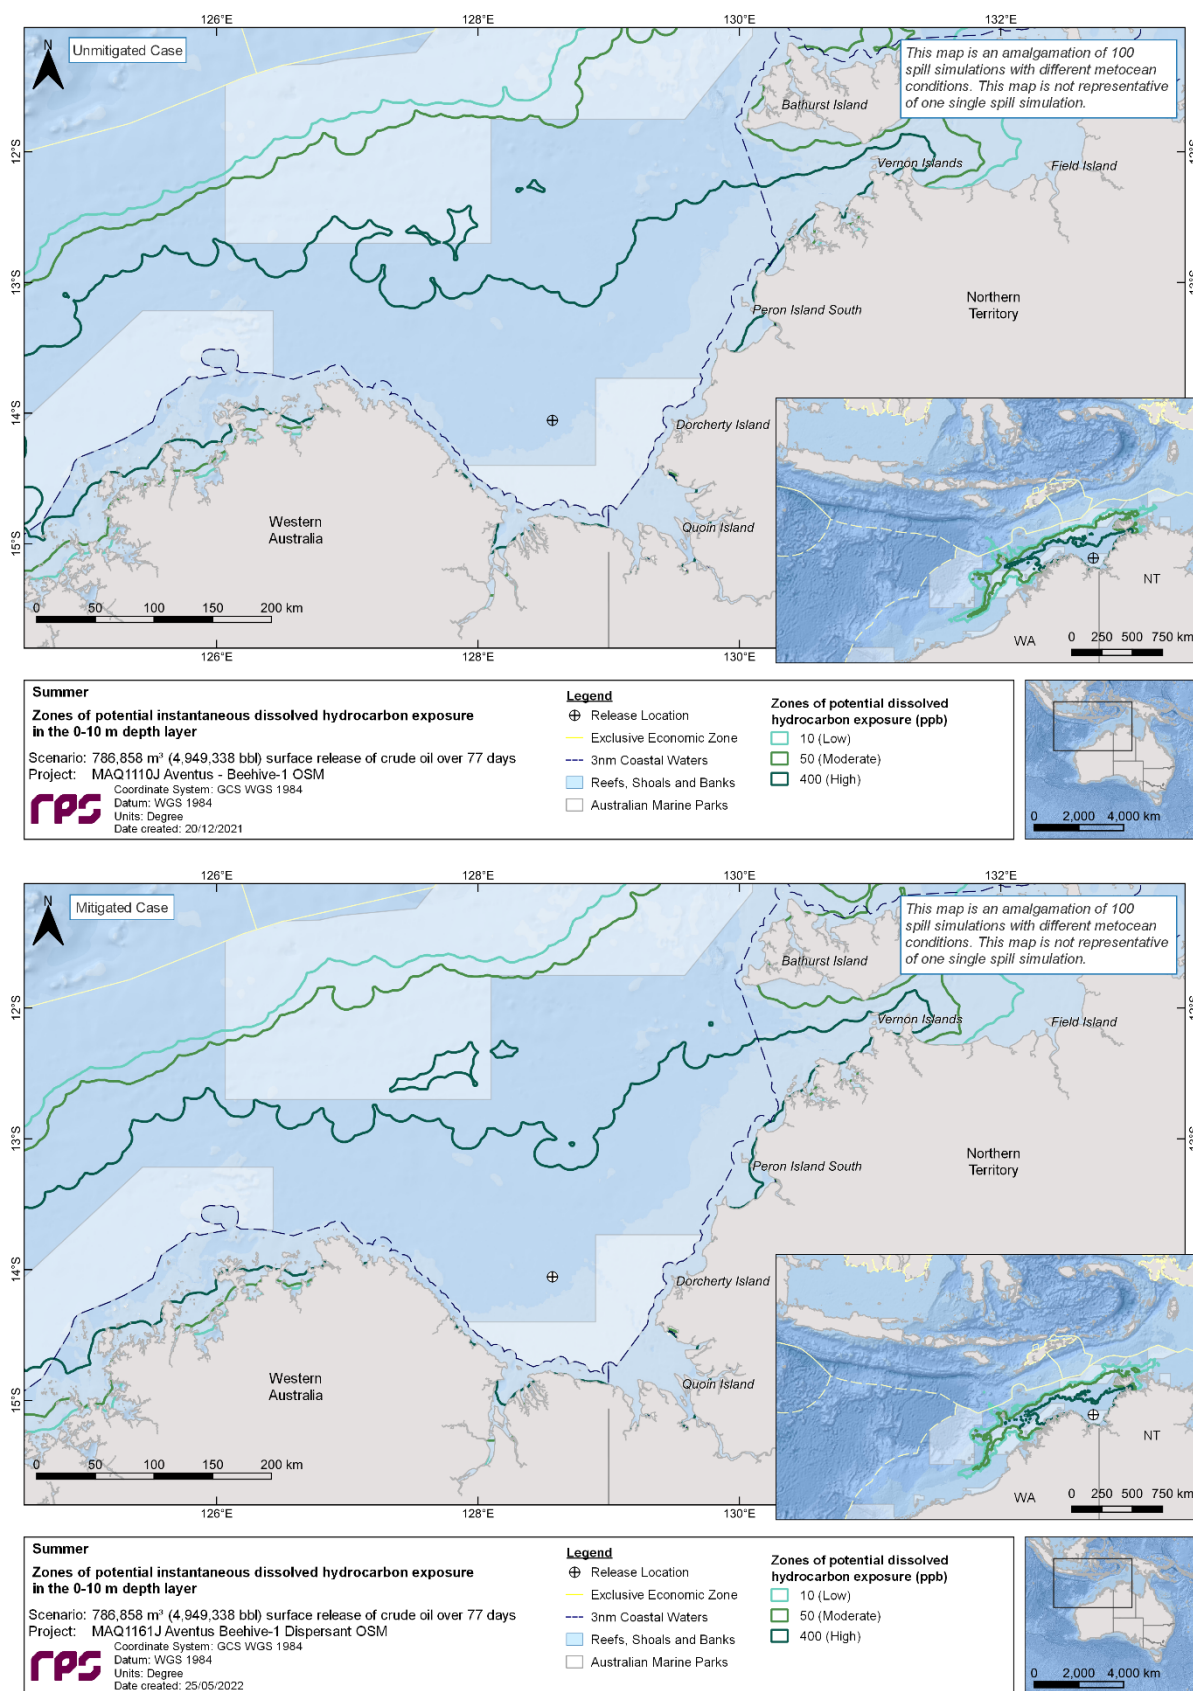 126°E
128°E
130°E
132°E
N
Unmitigated Case
This map is an amalgamation of 100
spill simulations with different metocean
conditions. This map is not representative
of one single spill simulation.
Bathurst Island
12°S
12°S
Vernon Islands
Field Island
13°S
13°S
Peron Island South
Northern
Territory
14°S
Dorcherty Island
Western
Australia
15°S
Quoin Island
0 50 100 150 200 km
NT
WA
0 250 500 750 km
126°E
128°E
130°E
132°E
Summer
Zones of potential instantaneous dissolved hydrocarbon exposure
in the 0-10 m depth layer
Scenario: 786,858 m³ (4,949,338 bbl) surface release of crude oil over 77 days
Project: MAQ1110J Aventus - Beehive-1 OSM
Coordinate System: GCS WGS 1984
Datum: WGS 1984
Units: Degree
Date created: 20/12/2021
rps
Legend
Release Location
Exclusive Economic Zone
3nm Coastal Waters
Reefs, Shoals and Banks
Australian Marine Parks
Zones of potential dissolved
hydrocarbon exposure (ppb)
10 (Low)
50 (Moderate)
400 (High)
0 2,000 4,000 km
126°E
128°E
130°E
132°E
N
Mitigated Case
This map is an amalgamation of 100
spill simulations with different metocean
conditions. This map is not representative
of one single spill simulation.
Bathurst Island
12°S
12°S
Vernon Islands
Field Island
13°S
13°S
Peron Island South
Northern
Territory
14°S
Dorcherty Island
Western
Australia
15°S
Quoin Island
0 50 100 150 200 km
NT
WA
0 250 500 750 km
126°E
128°E
130°E
132°E
Summer
Zones of potential instantaneous dissolved hydrocarbon exposure
in the 0-10 m depth layer
Scenario: 786,858 m³ (4,949,338 bbl) surface release of crude oil over 77 days
Project: MAQ1161J Aventus Beehive-1 Dispersant OSM
Coordinate System: GCS WGS 1984
Datum: WGS 1984
Units: Degree
Date created: 25/05/2022
rps
Legend
Release Location
Exclusive Economic Zone
3nm Coastal Waters
Reefs, Shoals and Banks
Australian Marine Parks
Zones of potential dissolved
hydrocarbon exposure (ppb)
10 (Low)
50 (Moderate)
400 (High)
0 2,000 4,000 km